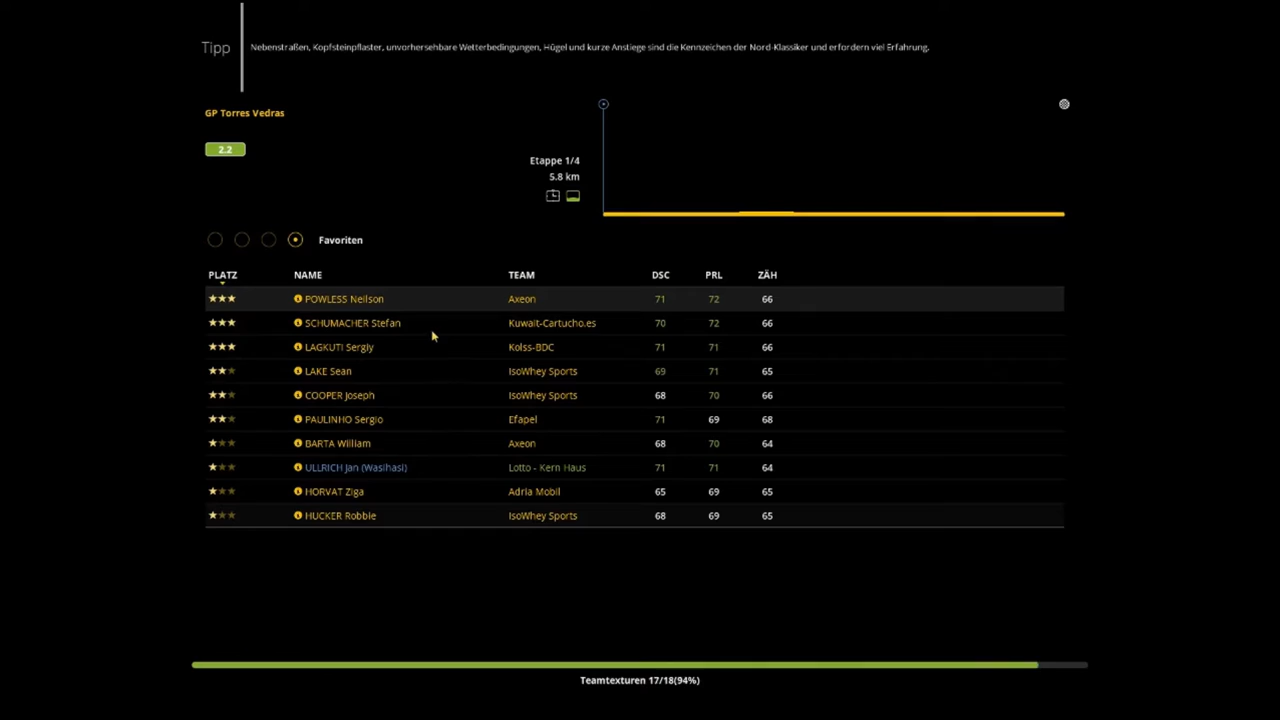 Tipp
Nebenstraßen, Kopfsteinpflaster, unvorhersehbare Wetterbedingungen, Hügel und kurze Anstiege sind die Kennzeichen der Nord-Klassiker und erfordern viel Erfahrung.
GP Torres Vedras
2.2
Etappe 1/4
5.8 km
Favoriten
PLATZ NAME TEAM DSC PRL ZÄH
POWLESS Neilson Axeon 71 72 66
SCHUMACHER Stefan Kuwait-Cartucho.es 70 72 66
LAGKUTI Sergiy Kolss-BDC 71 71 66
LAKE Sean IsoWhey Sports 69 71 65
COOPER Joseph IsoWhey Sports 68 70 66
PAULINHO Sergio Efapel 71 69 68
BARTA William Axeon 68 70 64
ULLRICH Jan (Wasihasi) Lotto - Kern Haus 71 71 64
HORVAT Ziga Adria Mobil 65 69 65
HUCKER Robbie IsoWhey Sports 68 69 65
Teamtexturen 17/18(94%)